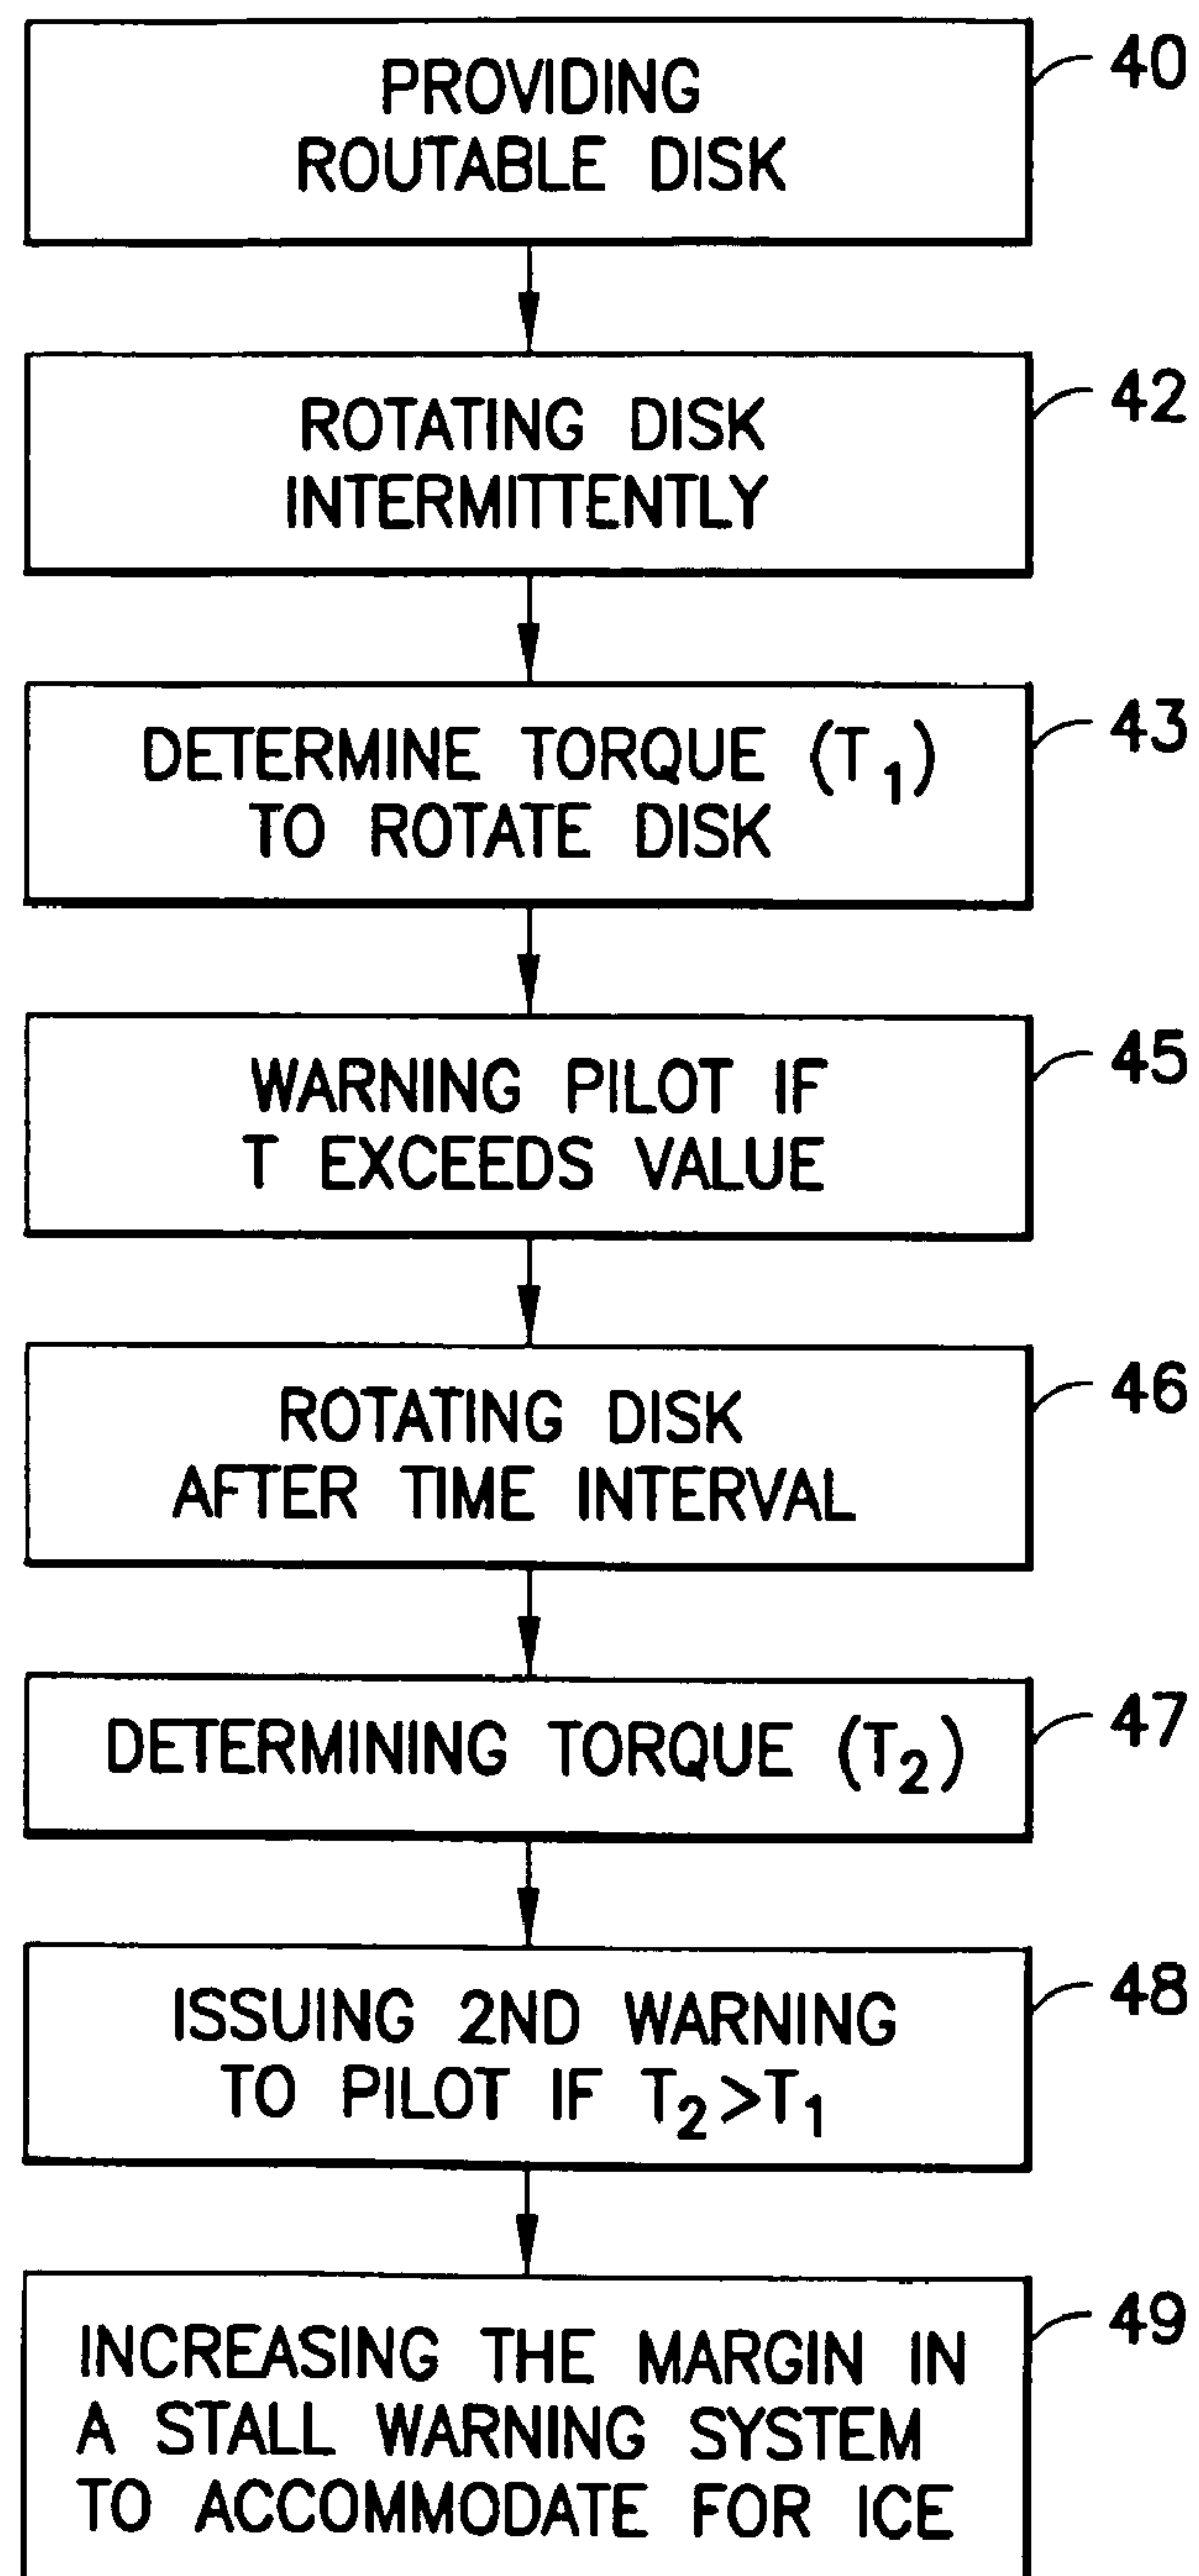 PROVIDING
ROUTABLE DISK
40
ROTATING DISK
INTERMITTENTLY
42
DETERMINE TORQUE (T1)
TO ROTATE DISK
43
WARNING PILOT IF
T EXCEEDS VALUE
45
ROTATING DISK
AFTER TIME INTERVAL
46
DETERMINING TORQUE (T2)
47
ISSUING 2ND WARNING
TO PILOT IF T2>T1
48
INCREASING THE MARGIN IN
A STALL WARNING SYSTEM
TO ACCOMMODATE FOR ICE
49